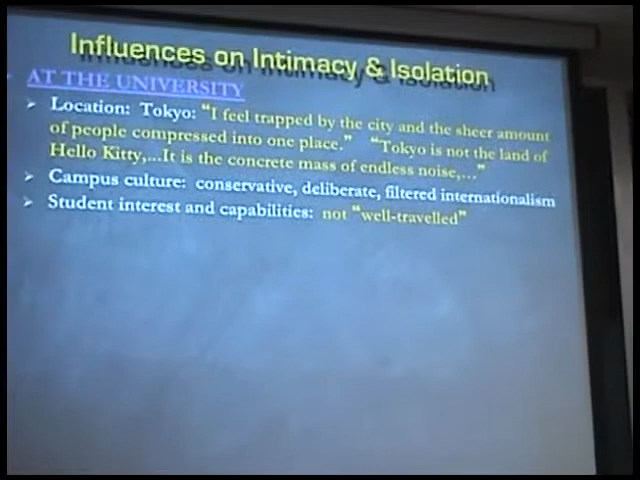 Influences on Intimacy & Isolation
AT THE UNIVERSITY
Location: Tokyo: “I feel trapped by the city and the sheer amount
of people compressed into one place.” “Tokyo is not the land of
Hello Kitty,...It is the concrete mass of endless noise,...”
Campus culture: conservative, deliberate, filtered internationalism
Student interest and capabilities: not “well-travelled”